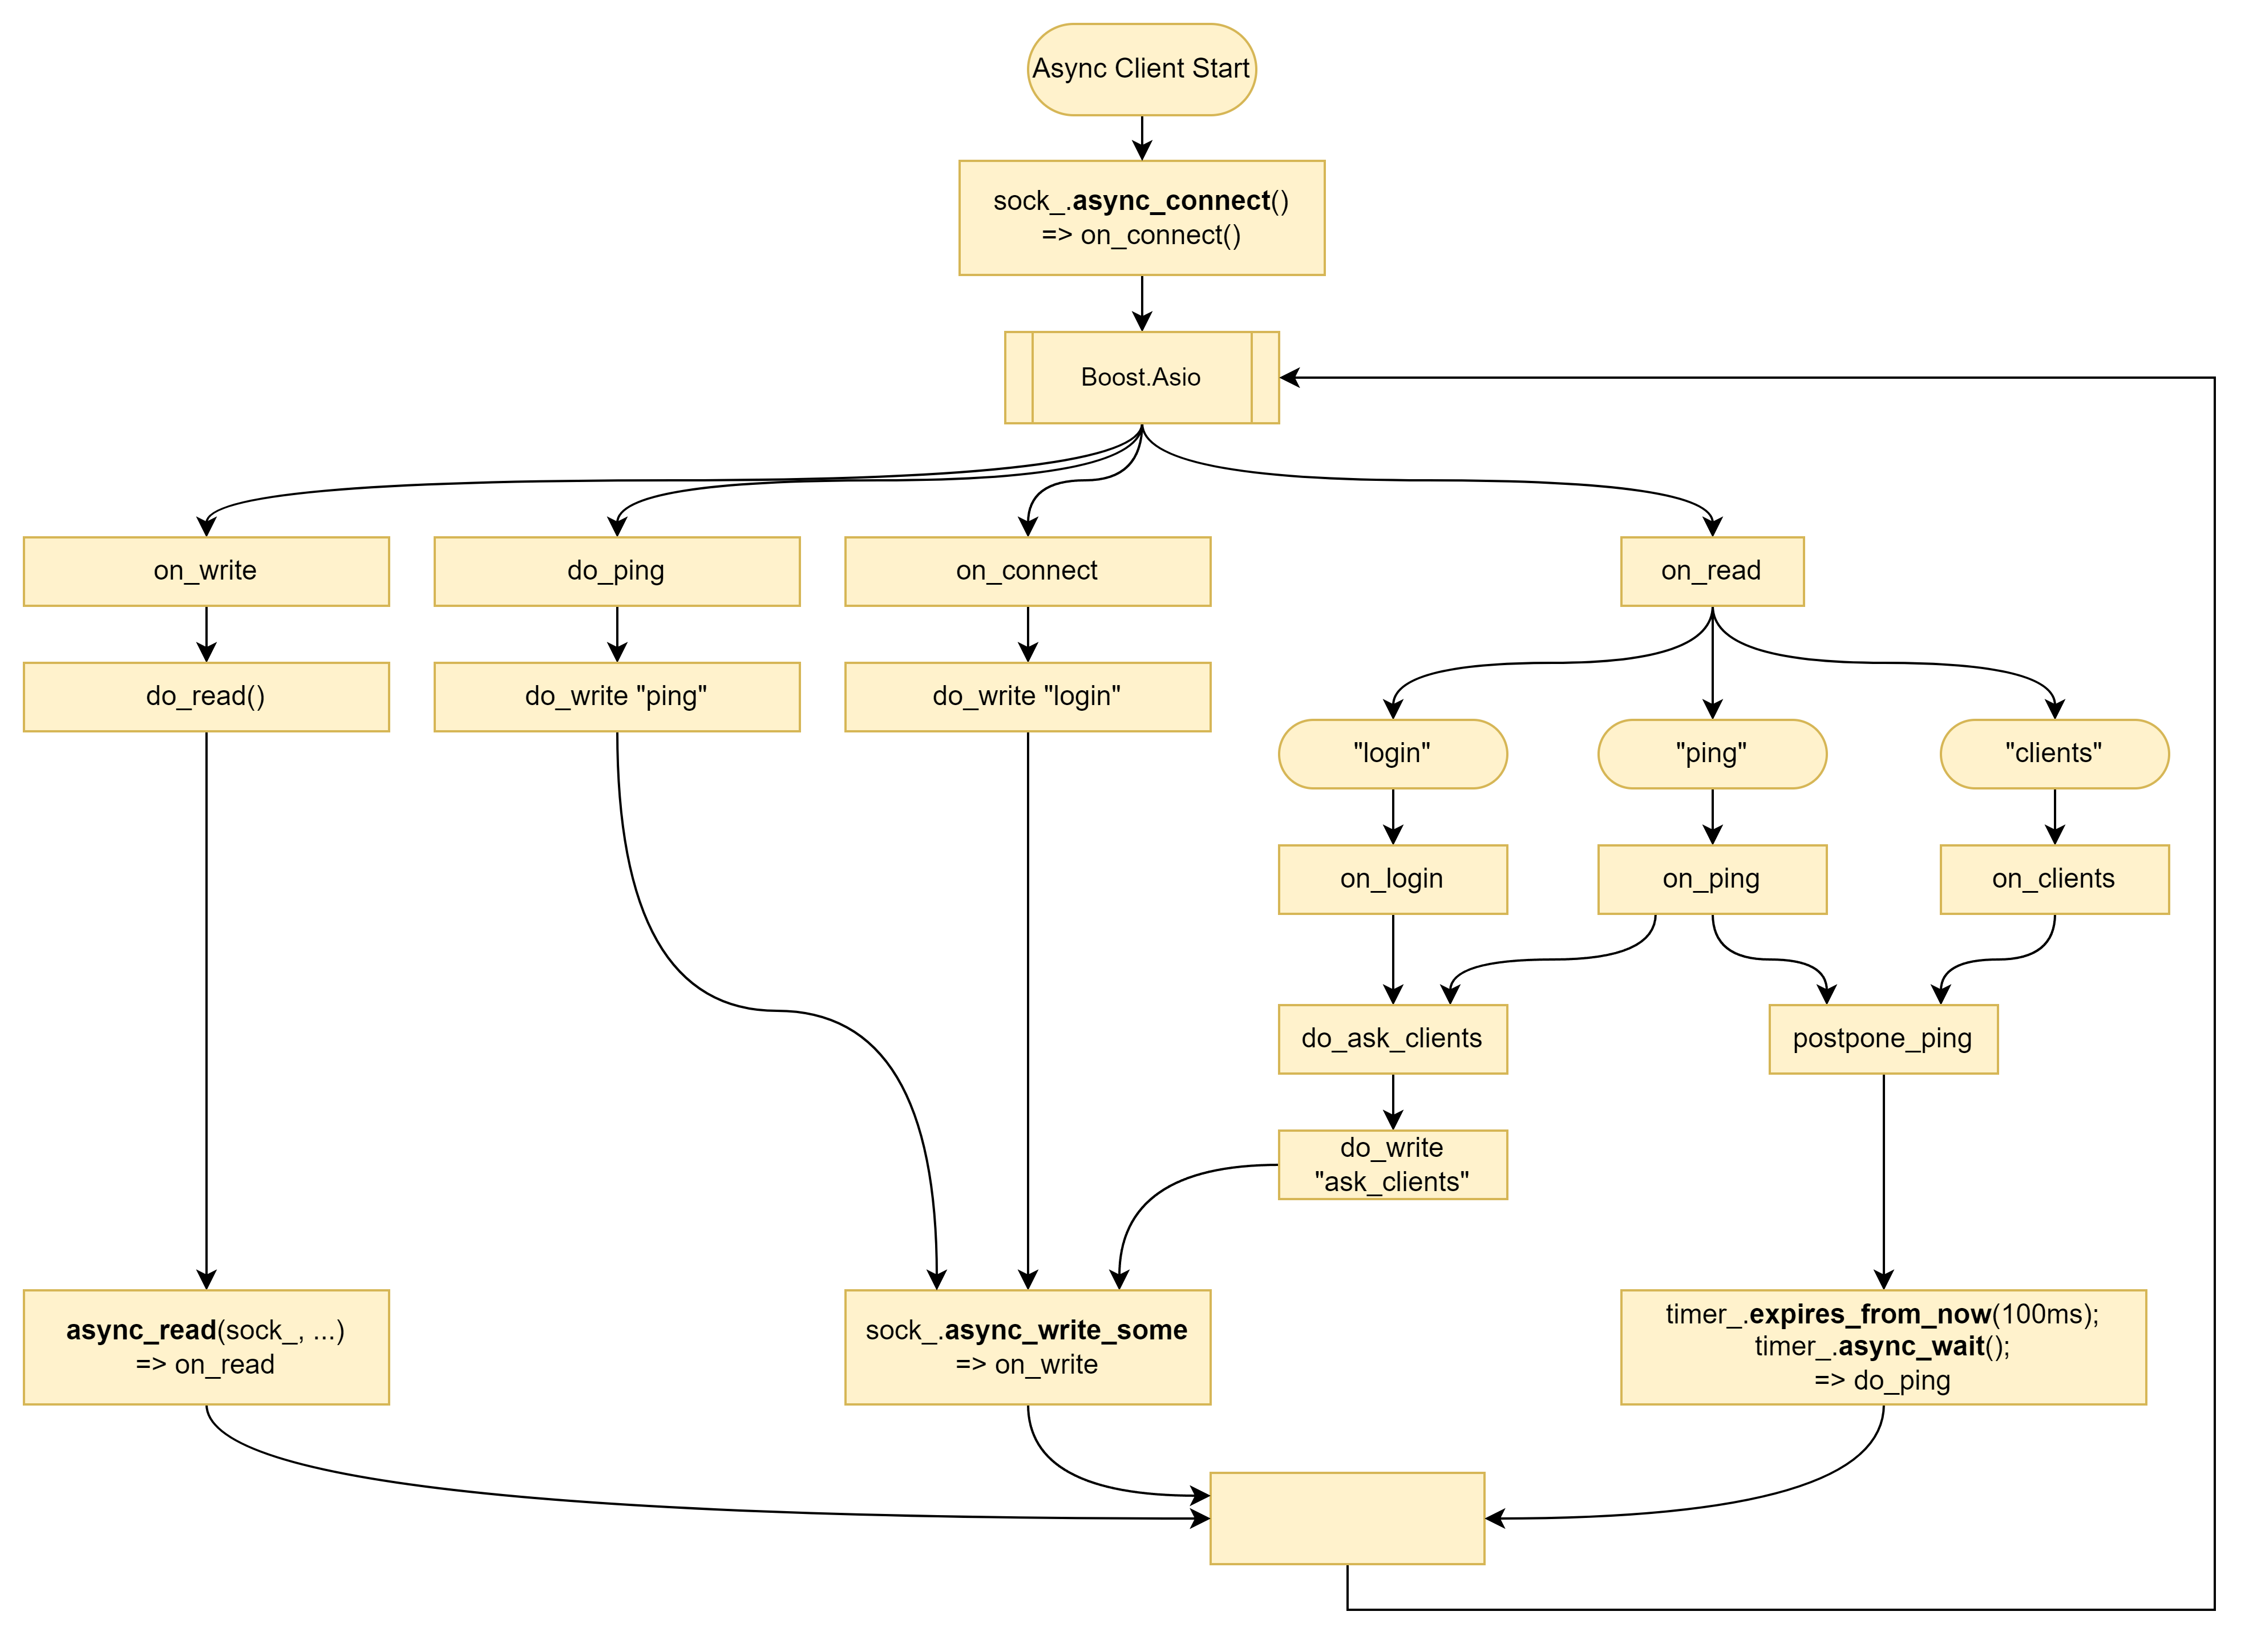 Async Client Start
sock_.async_connect()
=> on_connect()
Boost.Asio
on_write
do_ping
on_connect
on_read
do_read()
do_write "ping"
do_write "login"
"login"
"ping"
"clients"
on_login
on_ping
on_clients
do_ask_clients
postpone_ping
do_write
"ask_clients"
async_read(sock_, ...)
=> on_read
sock_.async_write_some
=> on_write
timer_.expires_from_now(100ms);
timer_.async_wait();
=> do_ping